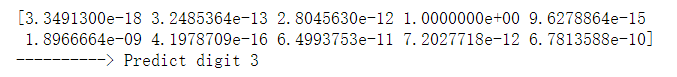 [3.3491300e-18 3.2485364e-13 2.8045630e-12 1.0000000e+00 9.6278864e-15
 1.8966664e-09 4.1978709e-16 6.4993753e-11 7.2027718e-12 6.7813588e-10]
----------> Predict digit 3